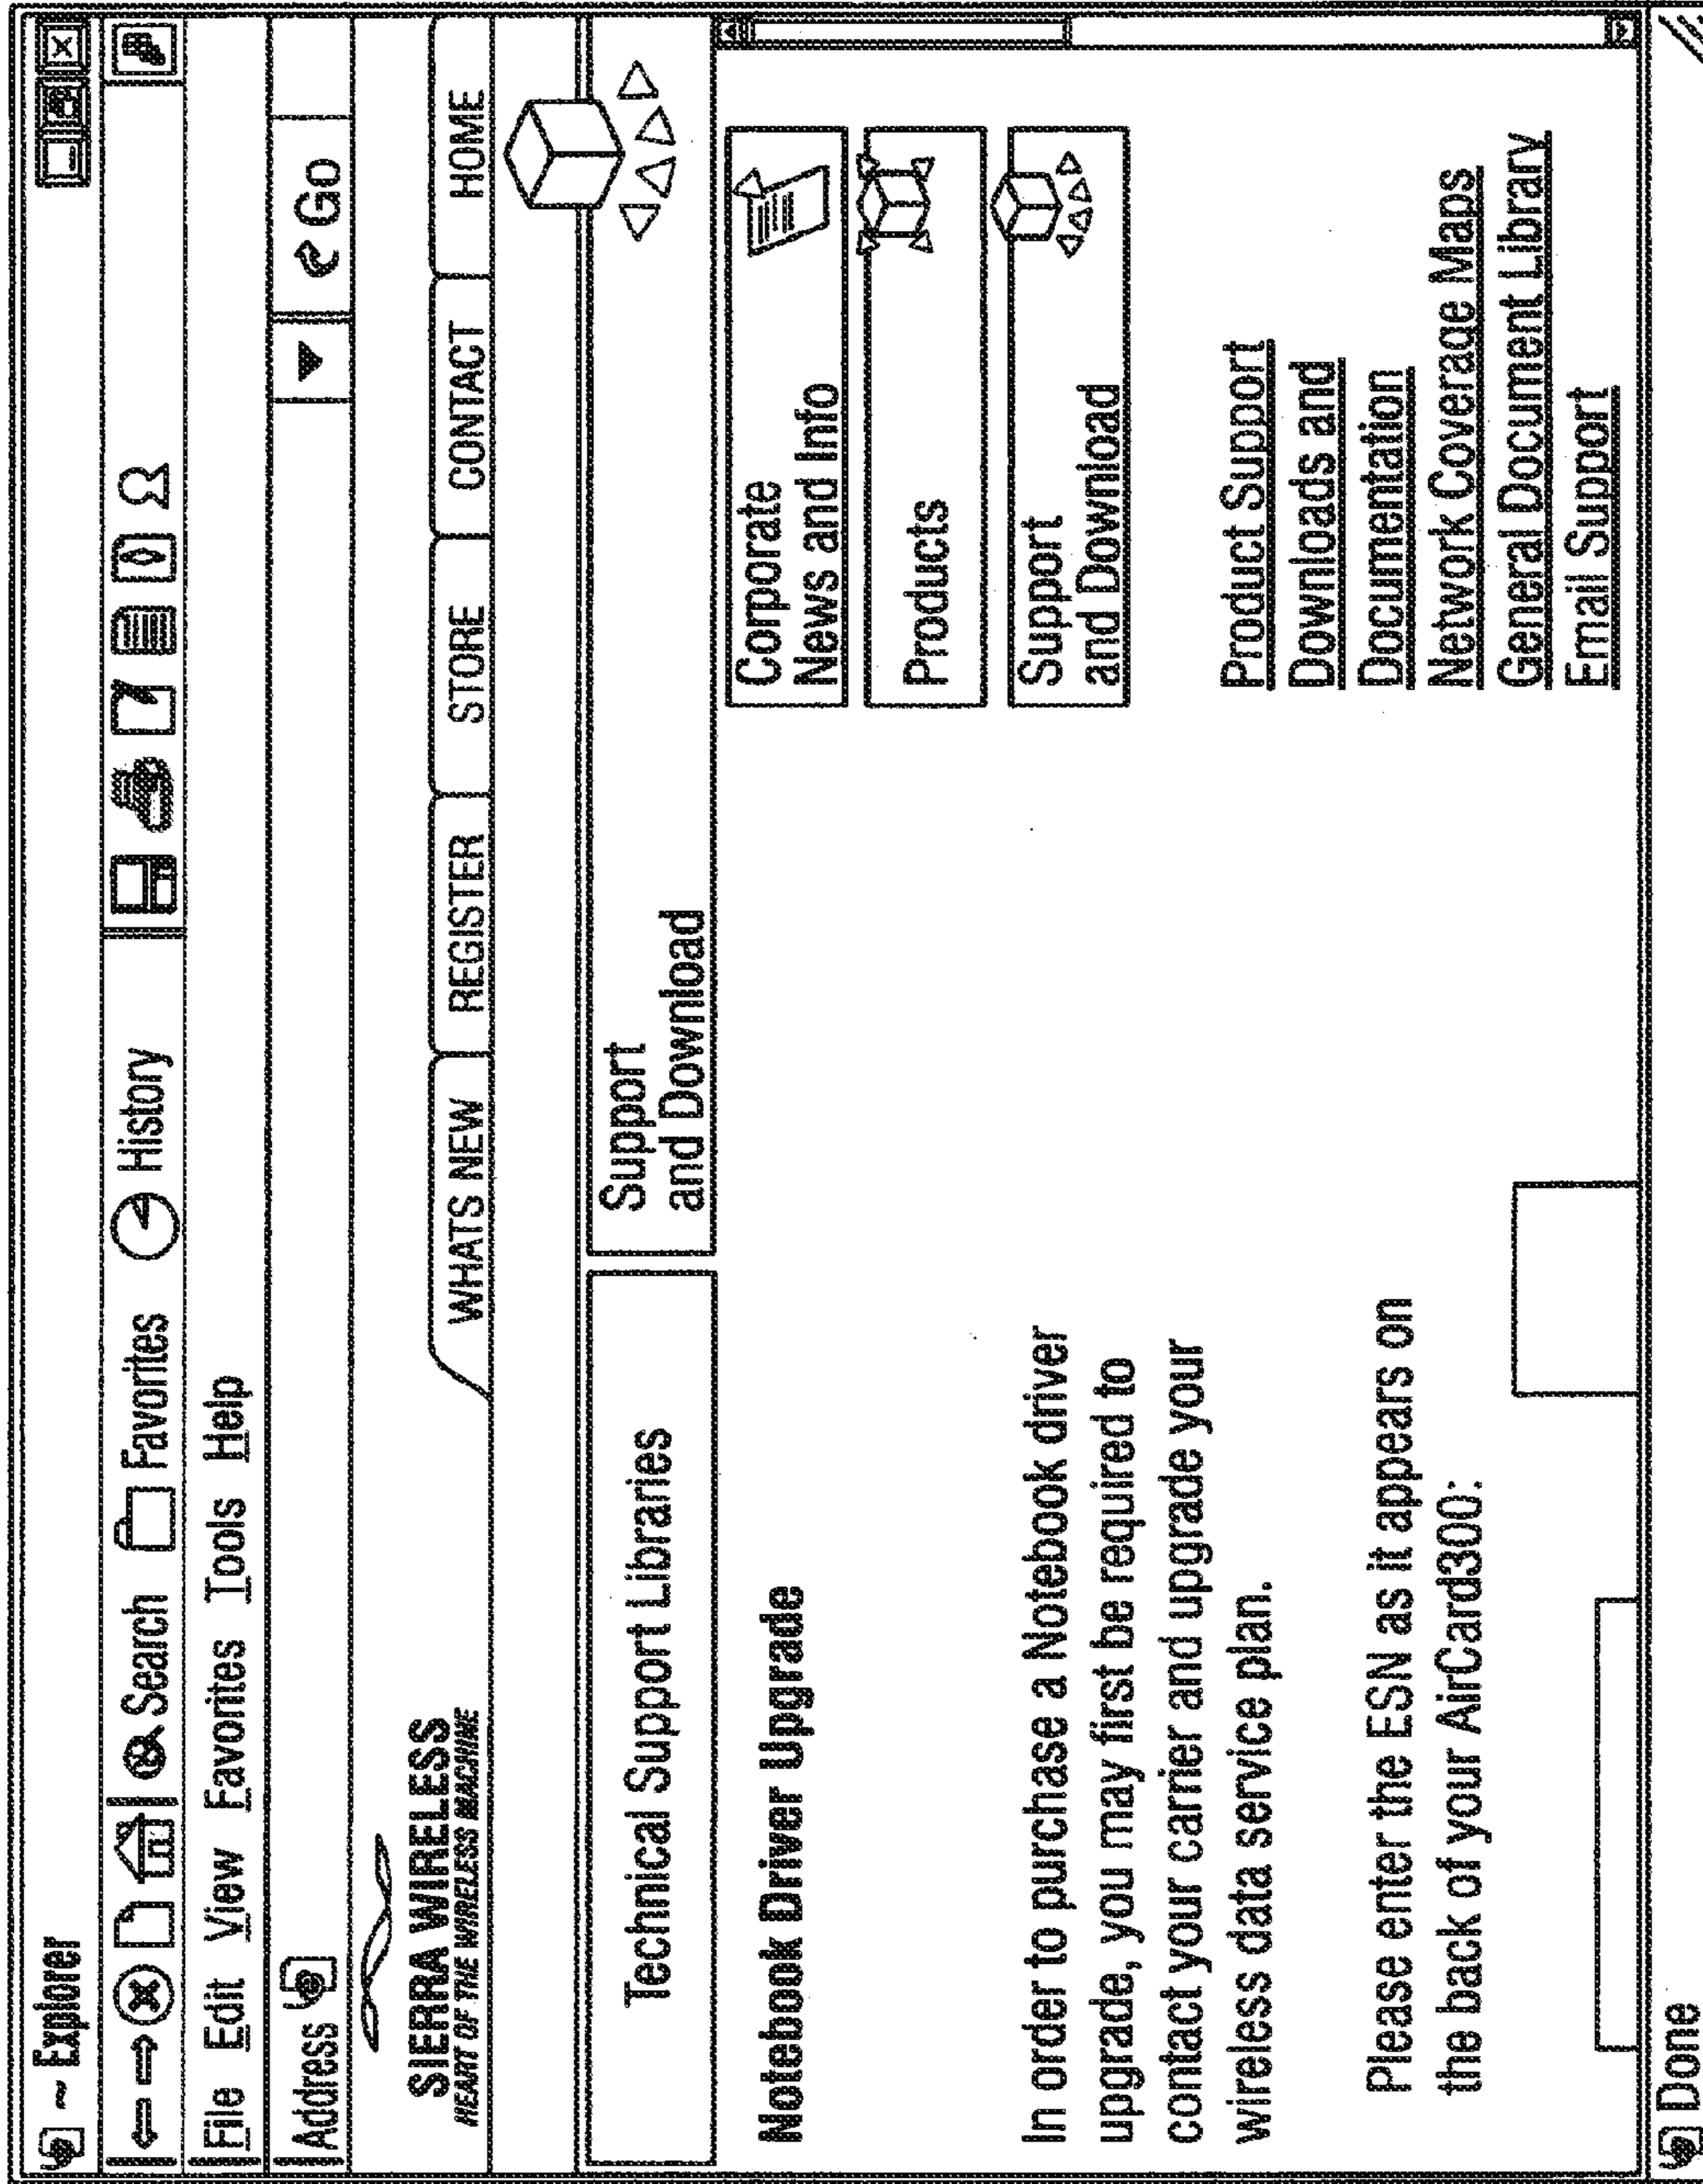 ~ Explorer
Search Favorites History
File Edit View Favorites Tools Help
Address Go
SIERRA WIRELESS
HEART OF THE WIRELESS MACHINE
WHATS NEW REGISTER STORE CONTACT HOME
Technical Support Libraries
Support
and Download
Notebook Driver Upgrade
In order to purchase a Notebook driver
upgrade, you may first be required to
contact your carrier and upgrade your
wireless data service plan.
Please enter the ESN as it appears on
the back of your AirCard300:
Corporate
News and Info
Products
Support
and Download
Product Support
Downloads and
Documentation
Network Coverage Maps
General Document Library
Email Support
Done